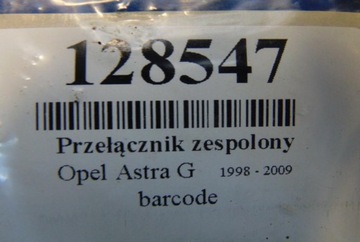 128547
Przełącznik zespolony
Opel Astra G 1998 - 2009
barcode